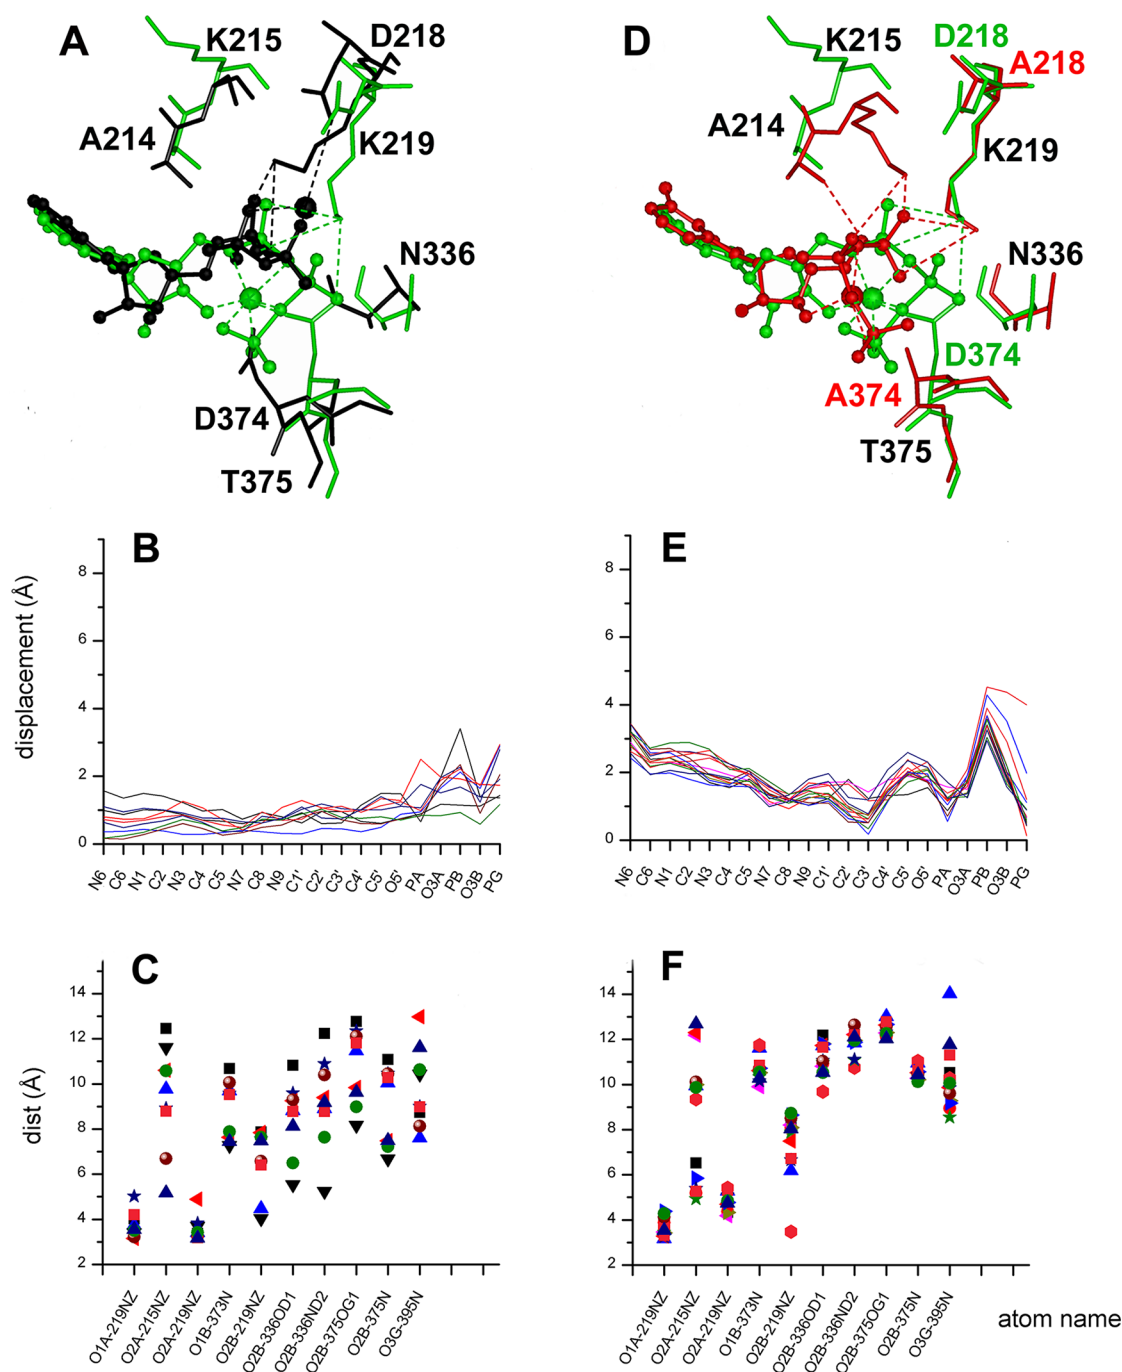 A
K215
D218
A214
K219
N336
D374
T375
D
K215
D218
A218
A214
K219
N336
D374
A374
T375
B
displacement (Å)
8
6
4
2
0
N6 C6 N1 C2 N3 C4 C5 N7 C8 N9 C1' C2' C3' C4' C5' O5' PA O3A PB O3B PG
E
8
6
4
2
0
N6 C6 N1 C2 N3 C4 C5 N7 C8 N9 C1' C2' C3' C4' C5' O5' PA O3A PB O3B PG
C
dist (Å)
14
12
10
8
6
4
2
O1A-219NZ
O2A-215NZ
O2A-219NZ
O1B-373N
O2B-219NZ
O2B-336OD1
O2B-336ND2
O2B-375OG1
O2B-375N
O3G-395N
F
14
12
10
8
6
4
2
O1A-219NZ
O2A-215NZ
O2A-219NZ
O1B-373N
O2B-219NZ
O2B-336OD1
O2B-336ND2
O2B-375OG1
O2B-375N
O3G-395N
atom name